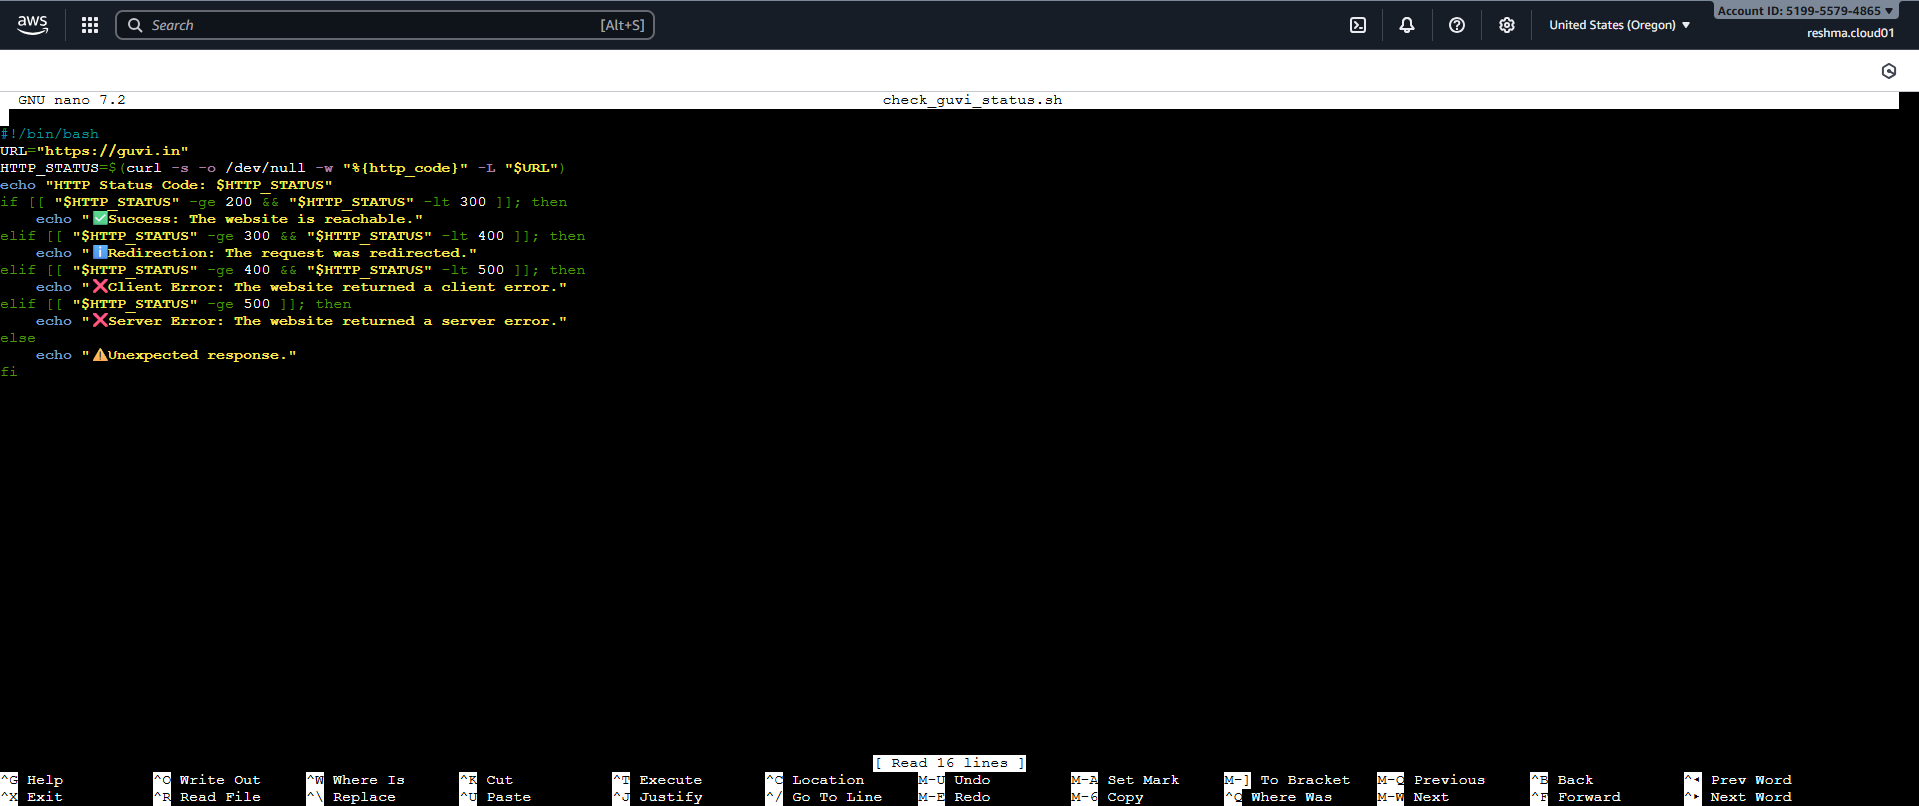 aws Search [Alt+S] United States (Oregon) ▼ Account ID: 5199-5579-4865 ▼
reshma.cloud01
GNU nano 7.2 check_guvi_status.sh
#!/bin/bash
URL="https://guvi.in"
HTTP_STATUS=$(curl -s -o /dev/null -w "%{http_code}" -L "$URL")
echo "HTTP Status Code: $HTTP_STATUS"
if [[ "$HTTP_STATUS" -ge 200 && "$HTTP_STATUS" -lt 300 ]]; then
    echo "✅Success: The website is reachable."
elif [[ "$HTTP_STATUS" -ge 300 && "$HTTP_STATUS" -lt 400 ]]; then
    echo "ℹ️Redirection: The request was redirected."
elif [[ "$HTTP_STATUS" -ge 400 && "$HTTP_STATUS" -lt 500 ]]; then
    echo "❌Client Error: The website returned a client error."
elif [[ "$HTTP_STATUS" -ge 500 ]]; then
    echo "❌Server Error: The website returned a server error."
else
    echo "⚠️Unexpected response."
fi
[ Read 16 lines ]
^G Help ^O Write Out ^W Where Is ^K Cut ^T Execute ^C Location M-U Undo M-A Set Mark M-] To Bracket M-Q Previous ^B Back ^◂ Prev Word
^X Exit ^R Read File ^\ Replace ^U Paste ^J Justify ^/ Go To Line M-E Redo M-6 Copy ^Q Where Was M-W Next ^F Forward ^▸ Next Word